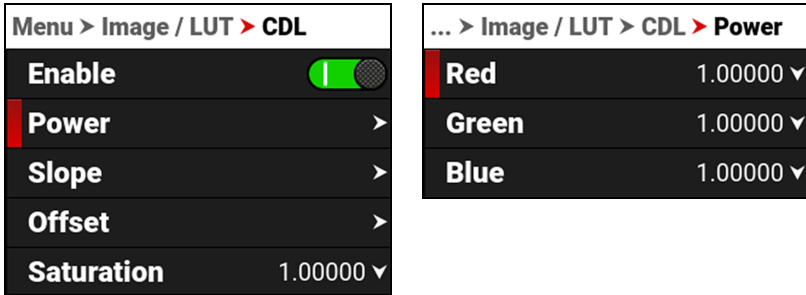 Menu > Image / LUT > CDL
Enable
Power >
Slope >
Offset >
Saturation 1.00000
... > Image / LUT > CDL > Power
Red 1.00000
Green 1.00000
Blue 1.00000